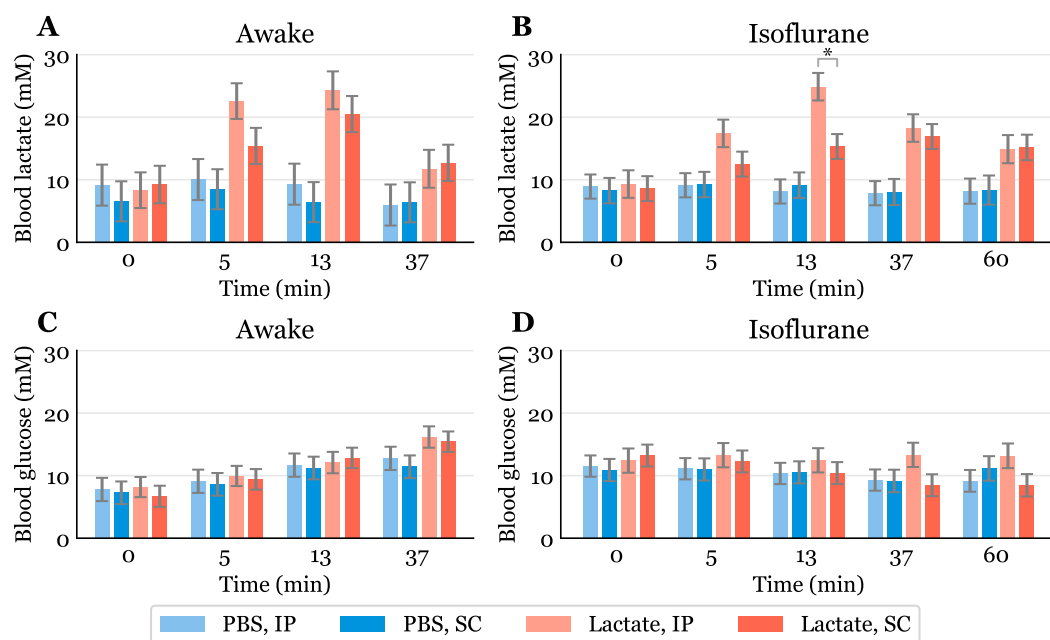 A
Awake
Blood lactate (mM)
30
20
10
0
0 5 13 37
Time (min)
B
Isoflurane
Blood lactate (mM)
30
20
10
0
*
0 5 13 37 60
Time (min)
C
Awake
Blood glucose (mM)
30
20
10
0
0 5 13 37
Time (min)
D
Isoflurane
Blood glucose (mM)
30
20
10
0
0 5 13 37 60
Time (min)
PBS, IP PBS, SC Lactate, IP Lactate, SC